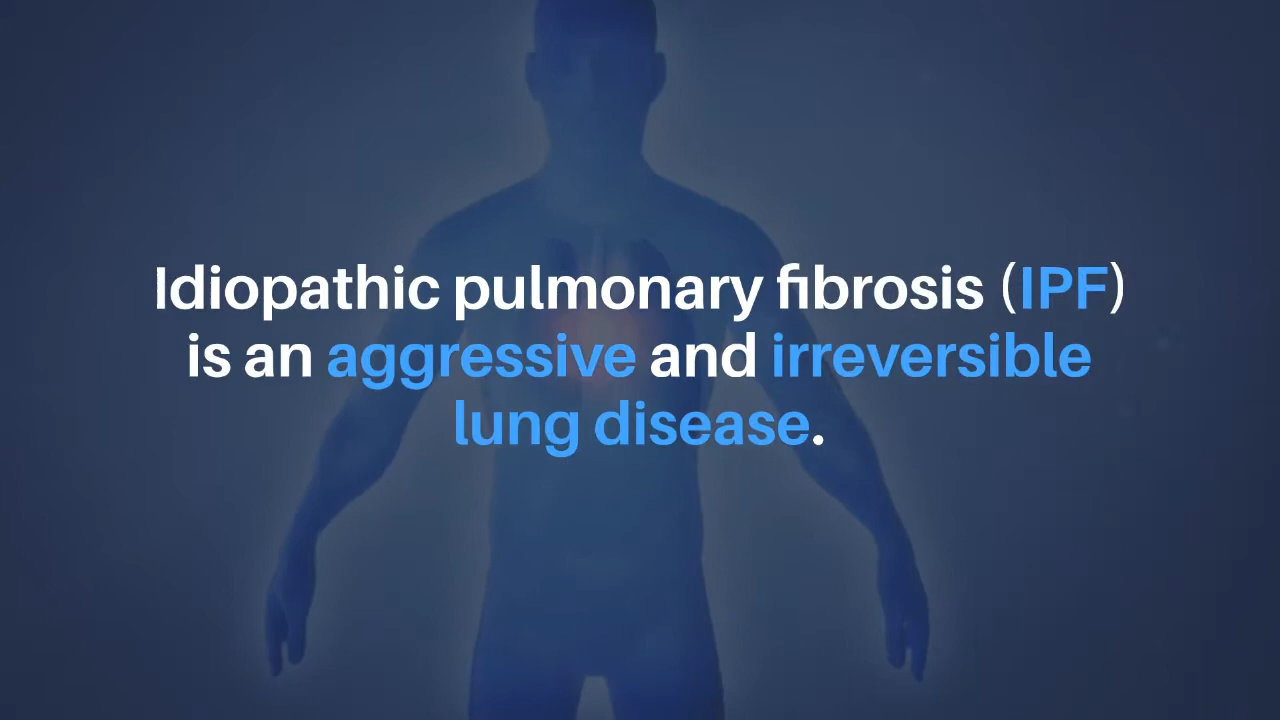 Idiopathic pulmonary fibrosis (IPF)
is an aggressive and irreversible
lung disease.